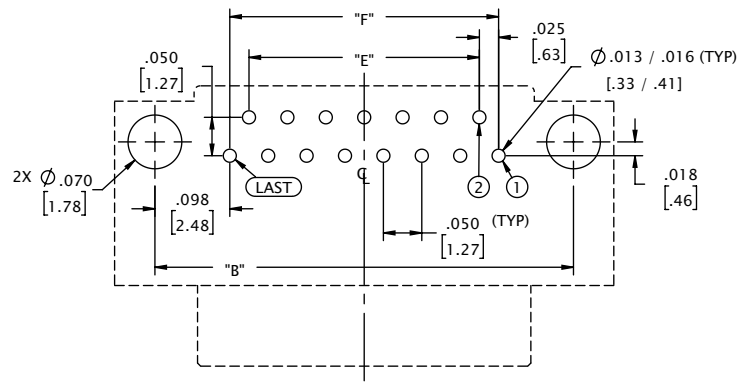 "F"
.025
[.63]
.050
[1.27]
"E"
Ø .013 / .016 (TYP)
[.33 / .41]
2X Ø .070
[1.78]
.098
[2.48]
LAST
℄
2
1
.018
[.46]
.050 (TYP)
[1.27]
"B"